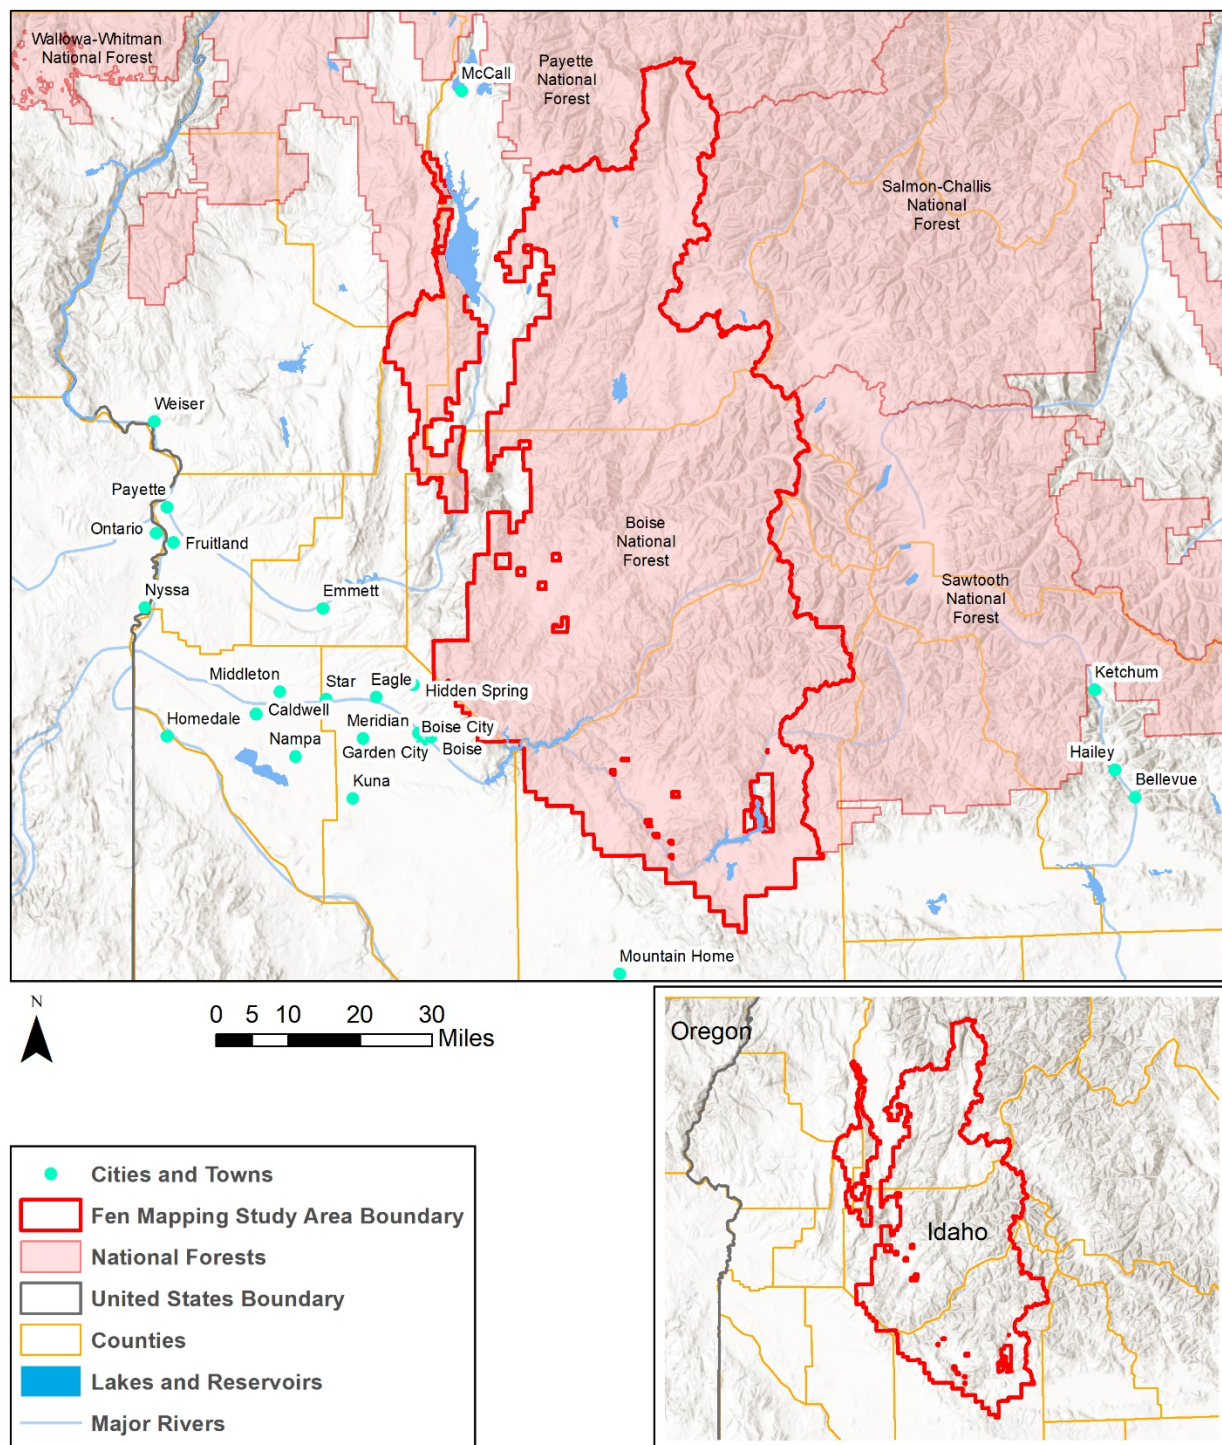 Wallowa-Whitman
National Forest
McCall
Payette
National
Forest
Salmon-Challis
National
Forest
Weiser
Payette
Ontario
Fruitland
Boise
National
Forest
Nyssa
Emmett
Sawtooth
National
Forest
Middleton
Star
Eagle
Hidden Spring
Ketchum
Homedale
Caldwell
Meridian
Boise City
Nampa
Garden City
Boise
Hailey
Kuna
Bellevue
Mountain Home
N
0 5 10 20 30
Miles
Oregon
Idaho
Cities and Towns
Fen Mapping Study Area Boundary
National Forests
United States Boundary
Counties
Lakes and Reservoirs
Major Rivers